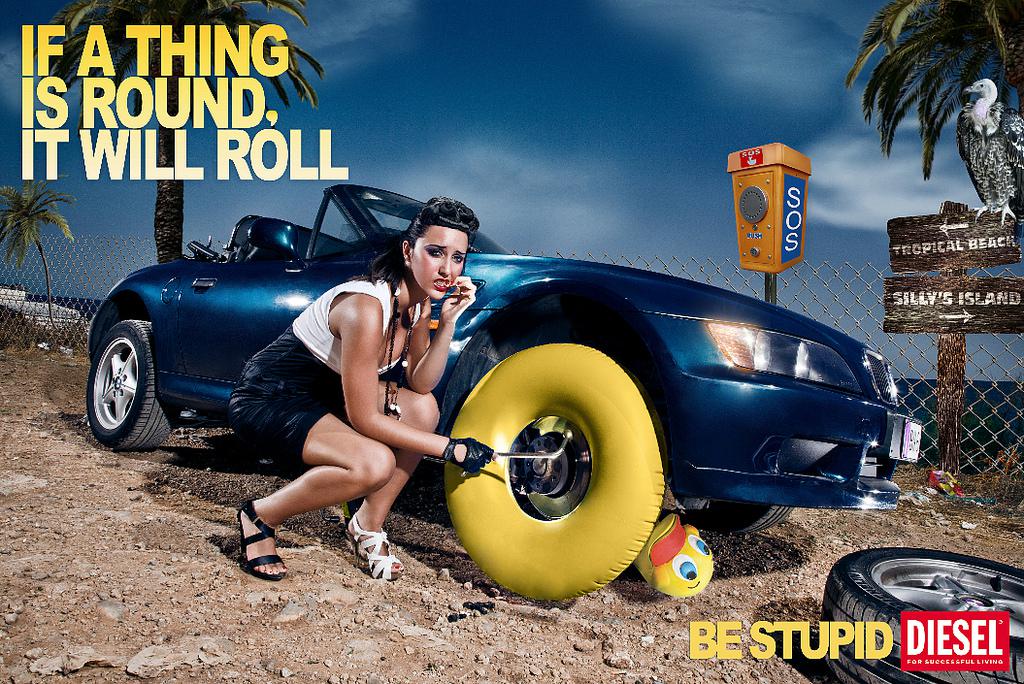 IF A THING
IS ROUND,
IT WILL ROLL
SOS
PUSH
SOS
TROPICAL BEACH
SILLY'S ISLAND
BE STUPID
DIESEL
FOR SUCCESSFUL LIVING